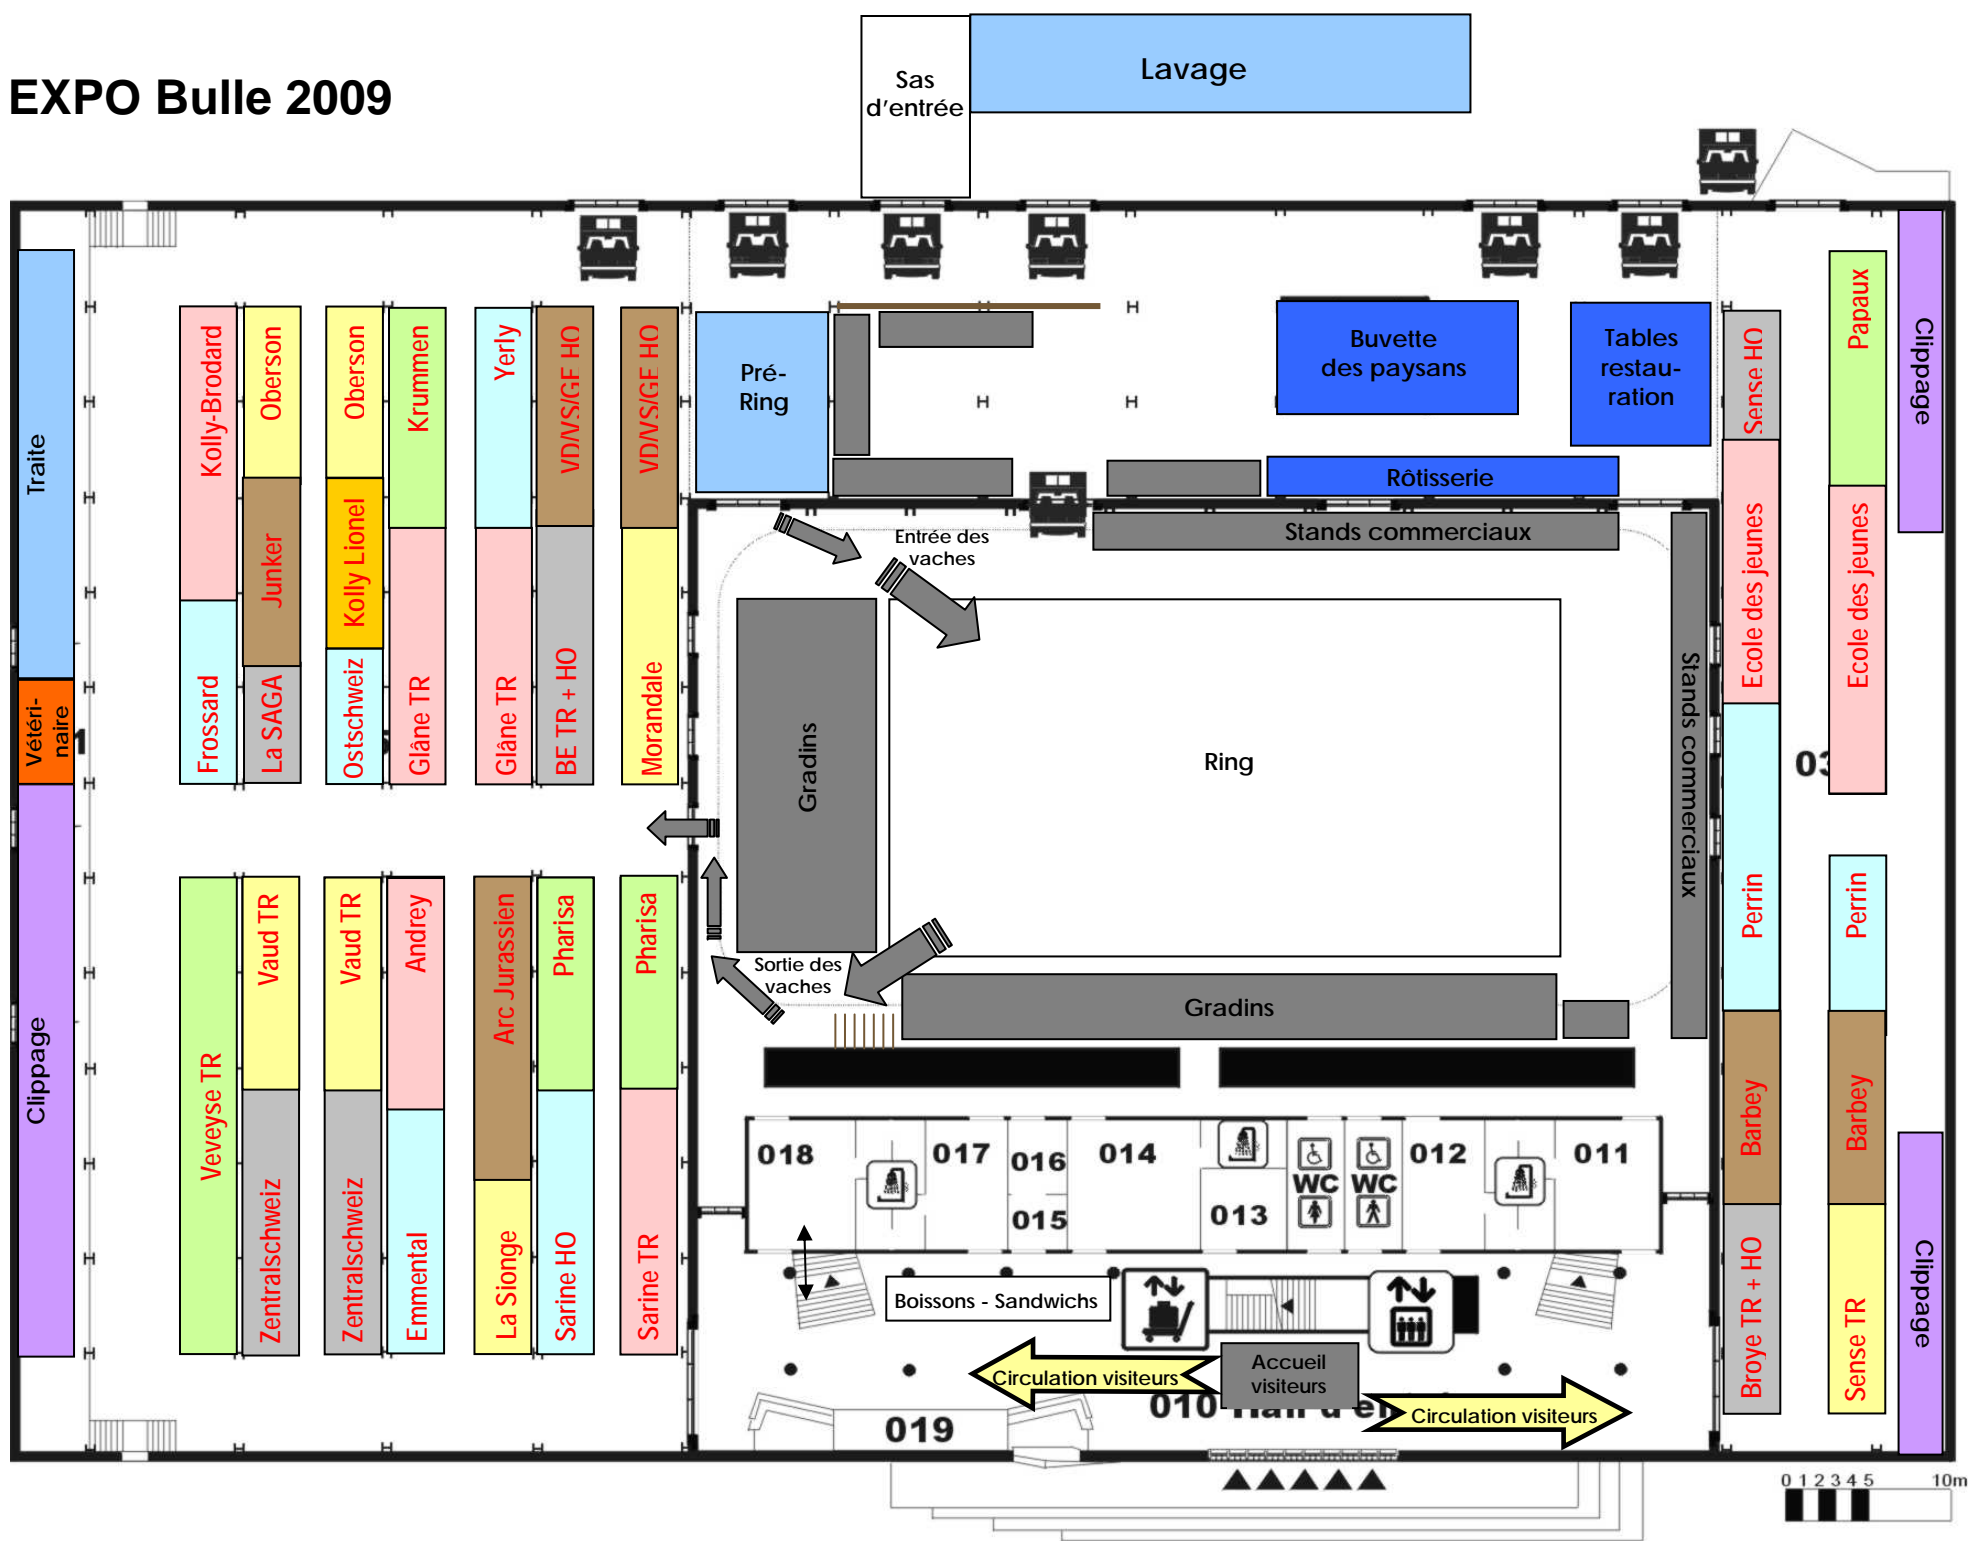 EXPO Bulle 2009
Sas
d'entrée
Lavage
Traite
Vétéri-
naire
1
Clippage
Kolly-Brodard
Frossard
Oberson
Junker
La SAGA
Oberson
Kolly Lionel
Ostschweiz
Krummen
Glâne TR
Yerly
Glâne TR
VD/VS/GE HO
BE TR + HO
VD/VS/GE HO
Morandale
Veveyse TR
Vaud TR
Zentralschweiz
Vaud TR
Zentralschweiz
Andrey
Emmental
Arc Jurassien
La Sionge
Pharisa
Sarine HO
Pharisa
Sarine TR
Pré-
Ring
Buvette
des paysans
Tables
restau-
ration
Rôtisserie
Stands commerciaux
Stands commerciaux
Entrée des
vaches
Gradins
Ring
Sortie des
vaches
Gradins
Sense HO
Ecole des jeunes
Perrin
Barbey
Broye TR + HO
Papaux
Ecole des jeunes
03
Perrin
Barbey
Sense TR
Clippage
Clippage
018
017
016
015
014
013
WC
WC
012
011
Boissons - Sandwichs
Accueil
visiteurs
Circulation visiteurs
Circulation visiteurs
010
019
0 1 2 3 4 5 10m